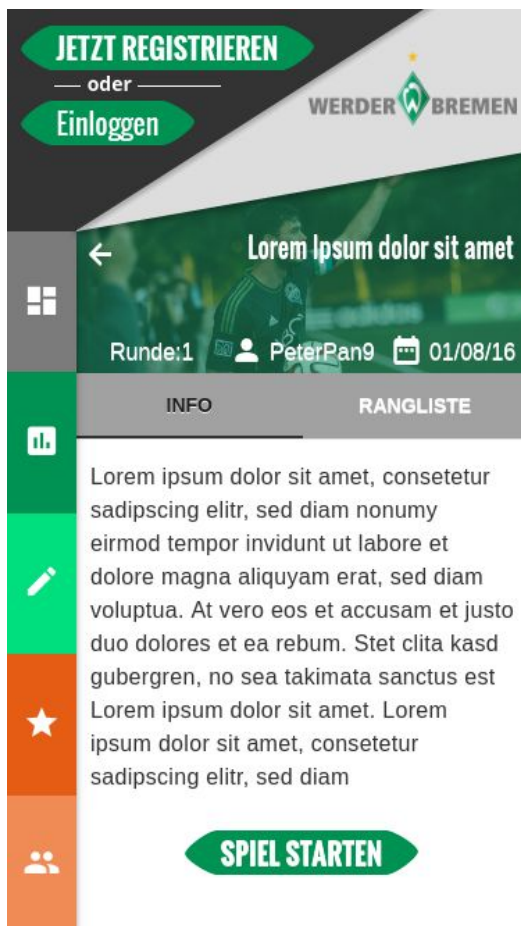 JETZT REGISTRIEREN
oder
Einloggen
WERDER BREMEN
Lorem Ipsum dolor sit amet
Runde:1 PeterPan9 01/08/16
INFO RANGLISTE
Lorem ipsum dolor sit amet, consetetur
sadipscing elitr, sed diam nonumy
eirmod tempor invidunt ut labore et
dolore magna aliquyam erat, sed diam
voluptua. At vero eos et accusam et justo
duo dolores et ea rebum. Stet clita kasd
gubergren, no sea takimata sanctus est
Lorem ipsum dolor sit amet. Lorem
ipsum dolor sit amet, consetetur
sadipscing elitr, sed diam
SPIEL STARTEN